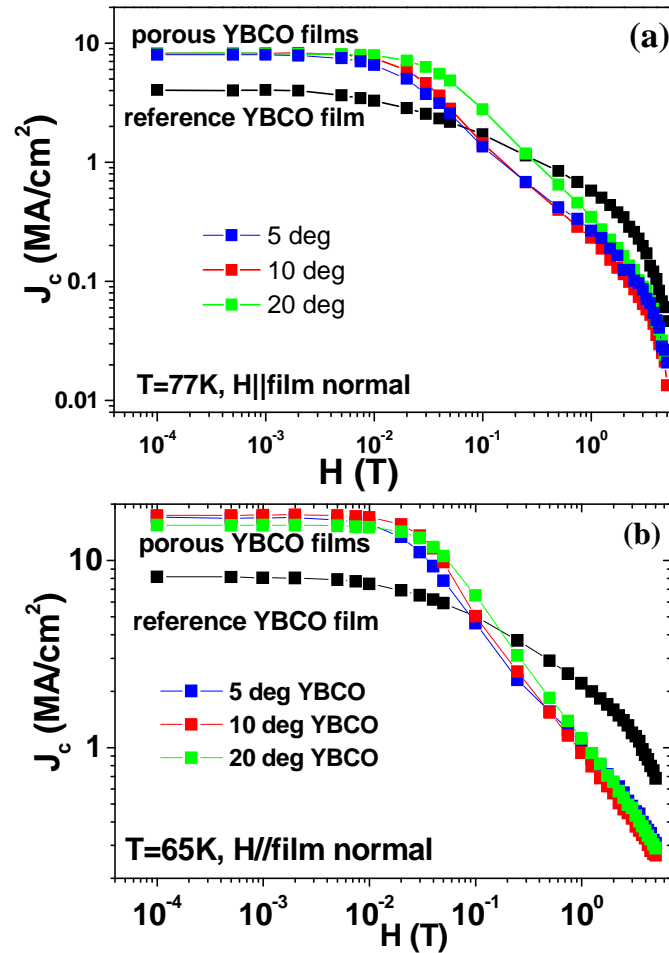 (a)
porous YBCO films
10
reference YBCO film
1
5 deg
10 deg
20 deg
0.1
T=77K, H||film normal
0.01
J_c (MA/cm^2)
10^-4 10^-3 10^-2 10^-1 10^0
H (T)
(b)
10
porous YBCO films
reference YBCO film
5 deg YBCO
10 deg YBCO
20 deg YBCO
1
T=65K, H//film normal
J_c (MA/cm^2)
10^-4 10^-3 10^-2 10^-1 10^0
H (T)